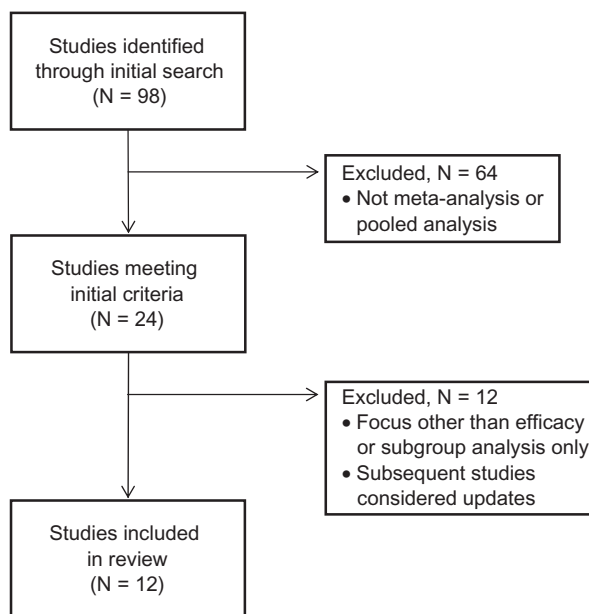 Studies identified
through initial search
(N = 98)
Excluded, N = 64
• Not meta-analysis or
pooled analysis
Studies meeting
initial criteria
(N = 24)
Excluded, N = 12
• Focus other than efficacy
or subgroup analysis only
• Subsequent studies
considered updates
Studies included
in review
(N = 12)